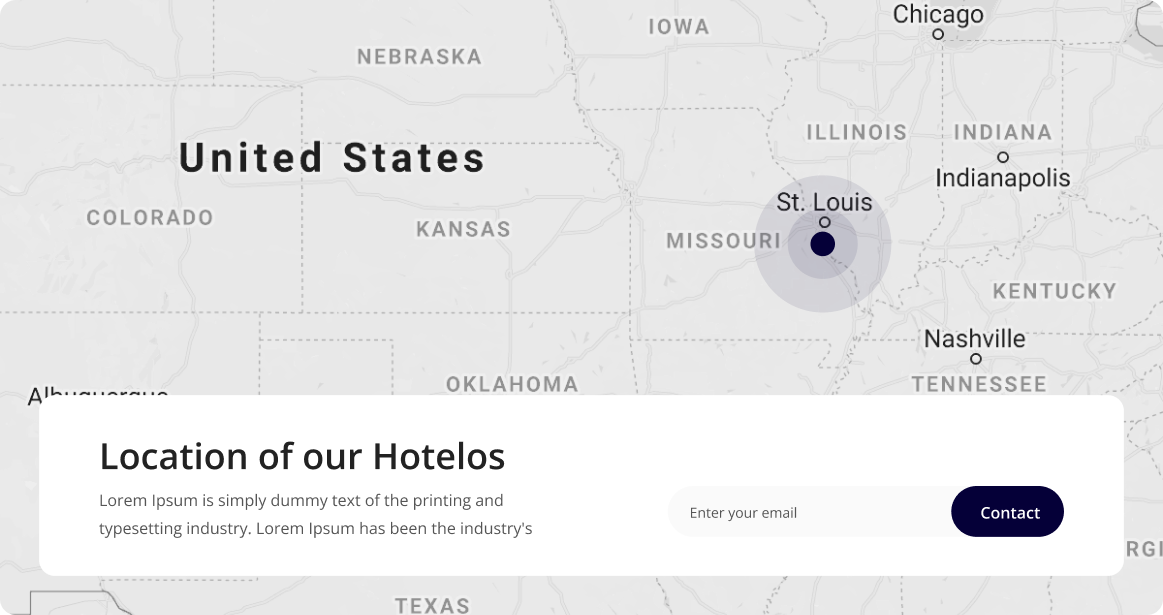 Chicago
IOWA
NEBRASKA
ILLINOIS
INDIANA
United States
Indianapolis
St. Louis
COLORADO
KANSAS
MISSOURI
KENTUCKY
Nashville
OKLAHOMA
TENNESSEE
Albuquerque
Location of our Hotelos
Lorem Ipsum is simply dummy text of the printing and
typesetting industry. Lorem Ipsum has been the industry's
Enter your email
Contact
RGI
TEXAS